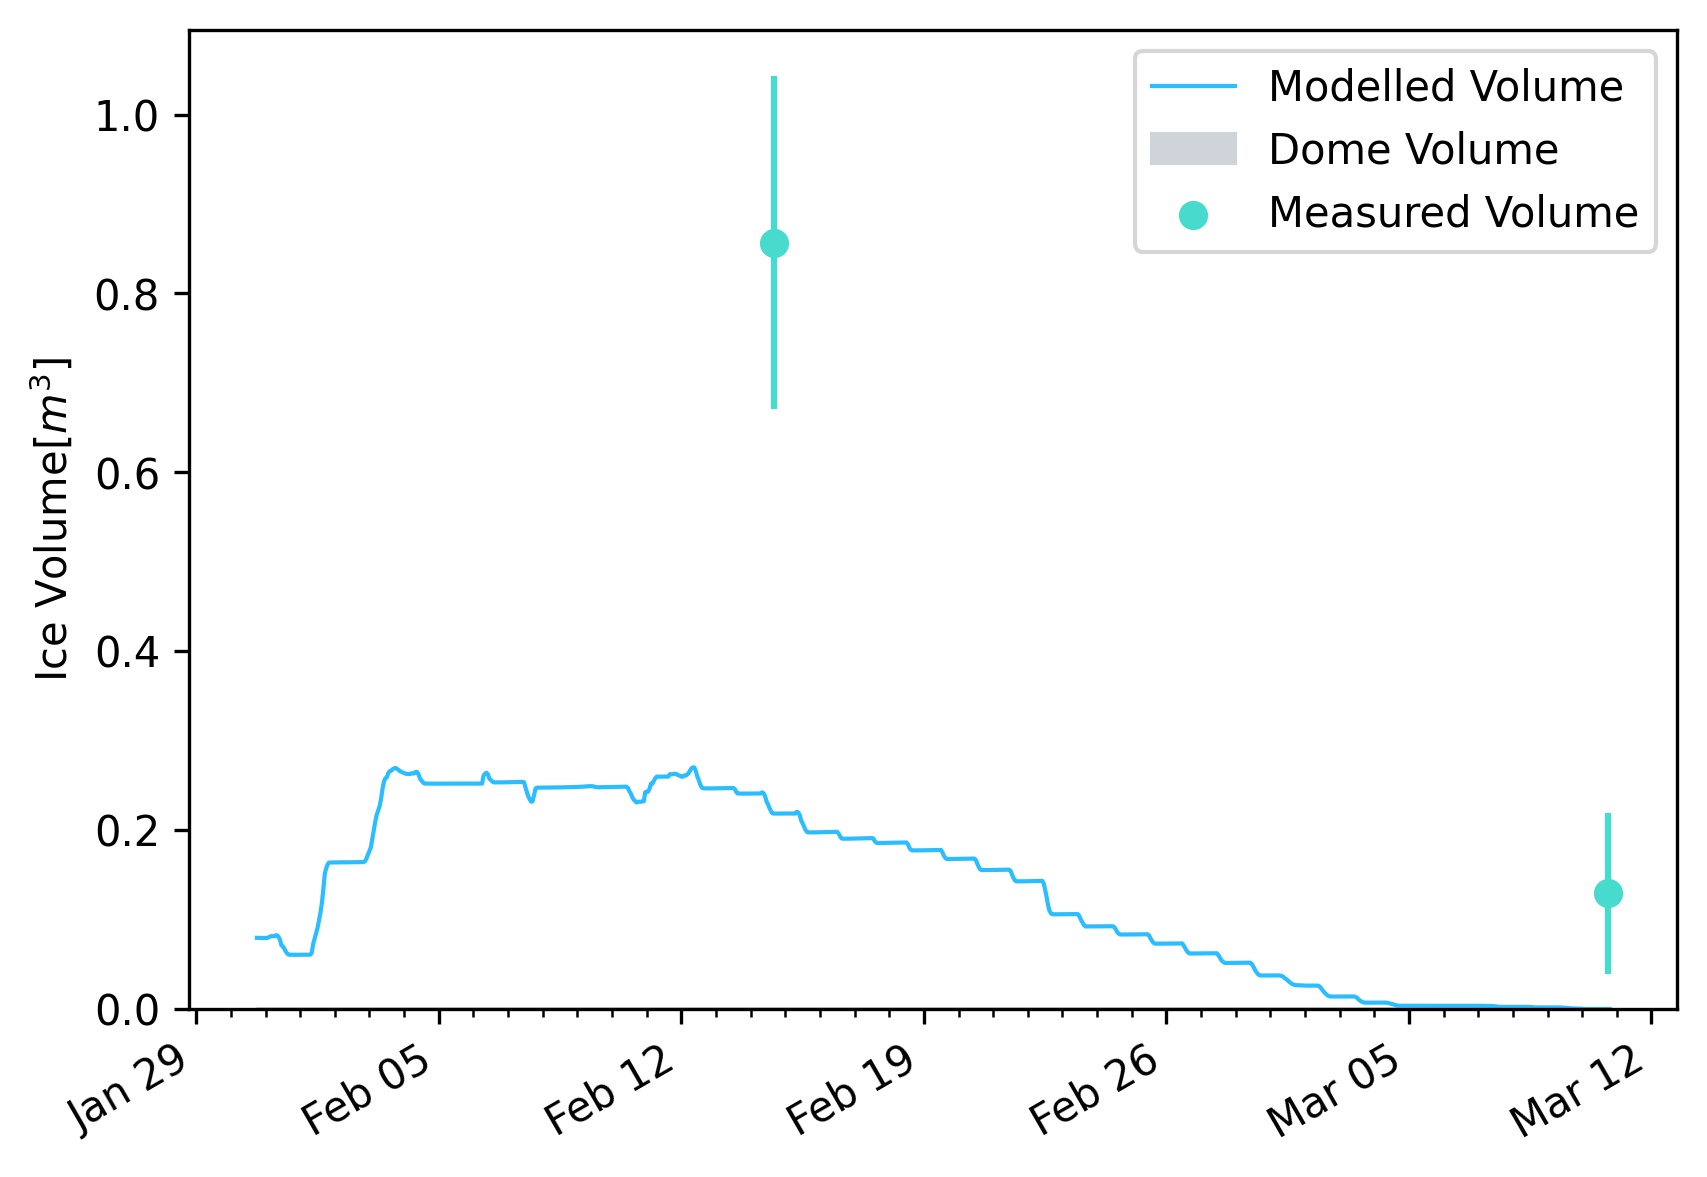 Modelled Volume
Dome Volume
Measured Volume
Ice Volume[m³]
1.0
0.8
0.6
0.4
0.2
0.0
Jan 29
Feb 05
Feb 12
Feb 19
Feb 26
Mar 05
Mar 12